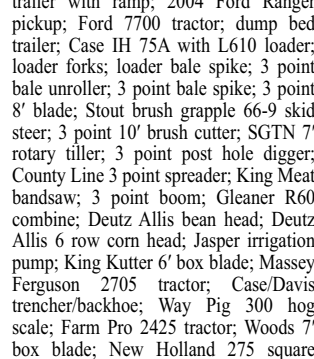 trailer with ramp; 2004 Ford Ranger
pickup; Ford 7700 tractor; dump bed
trailer; Case IH 75A with L610 loader;
loader forks; loader bale spike; 3 point
bale unroller; 3 point bale spike; 3 point
8′ blade; Stout brush grapple 66-9 skid
steer; 3 point 10′ brush cutter; SGTN 7′
rotary tiller; 3 point post hole digger;
County Line 3 point spreader; King Meat
bandsaw; 3 point boom; Gleaner R60
combine; Deutz Allis bean head; Deutz
Allis 6 row corn head; Jasper irrigation
pump; King Kutter 6′ box blade; Massey
Ferguson 2705 tractor; Case/Davis
trencher/backhoe; Way Pig 300 hog
scale; Farm Pro 2425 tractor; Woods 7′
box blade; New Holland 275 square